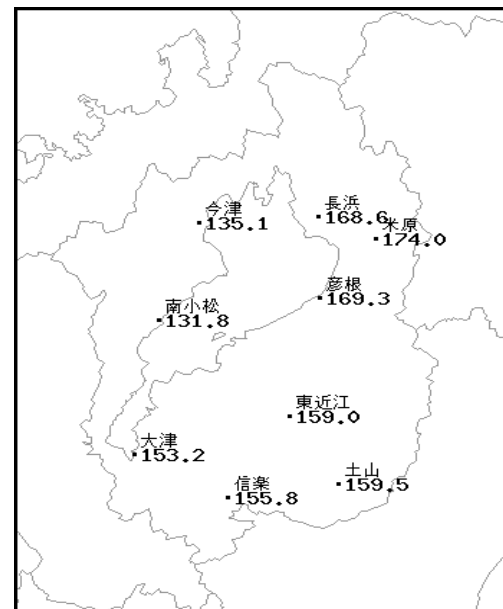 今津
135.1
長浜
168.6
米原
174.0
彦根
169.3
南小松
131.8
東近江
159.0
大津
153.2
信楽
155.8
土山
159.5